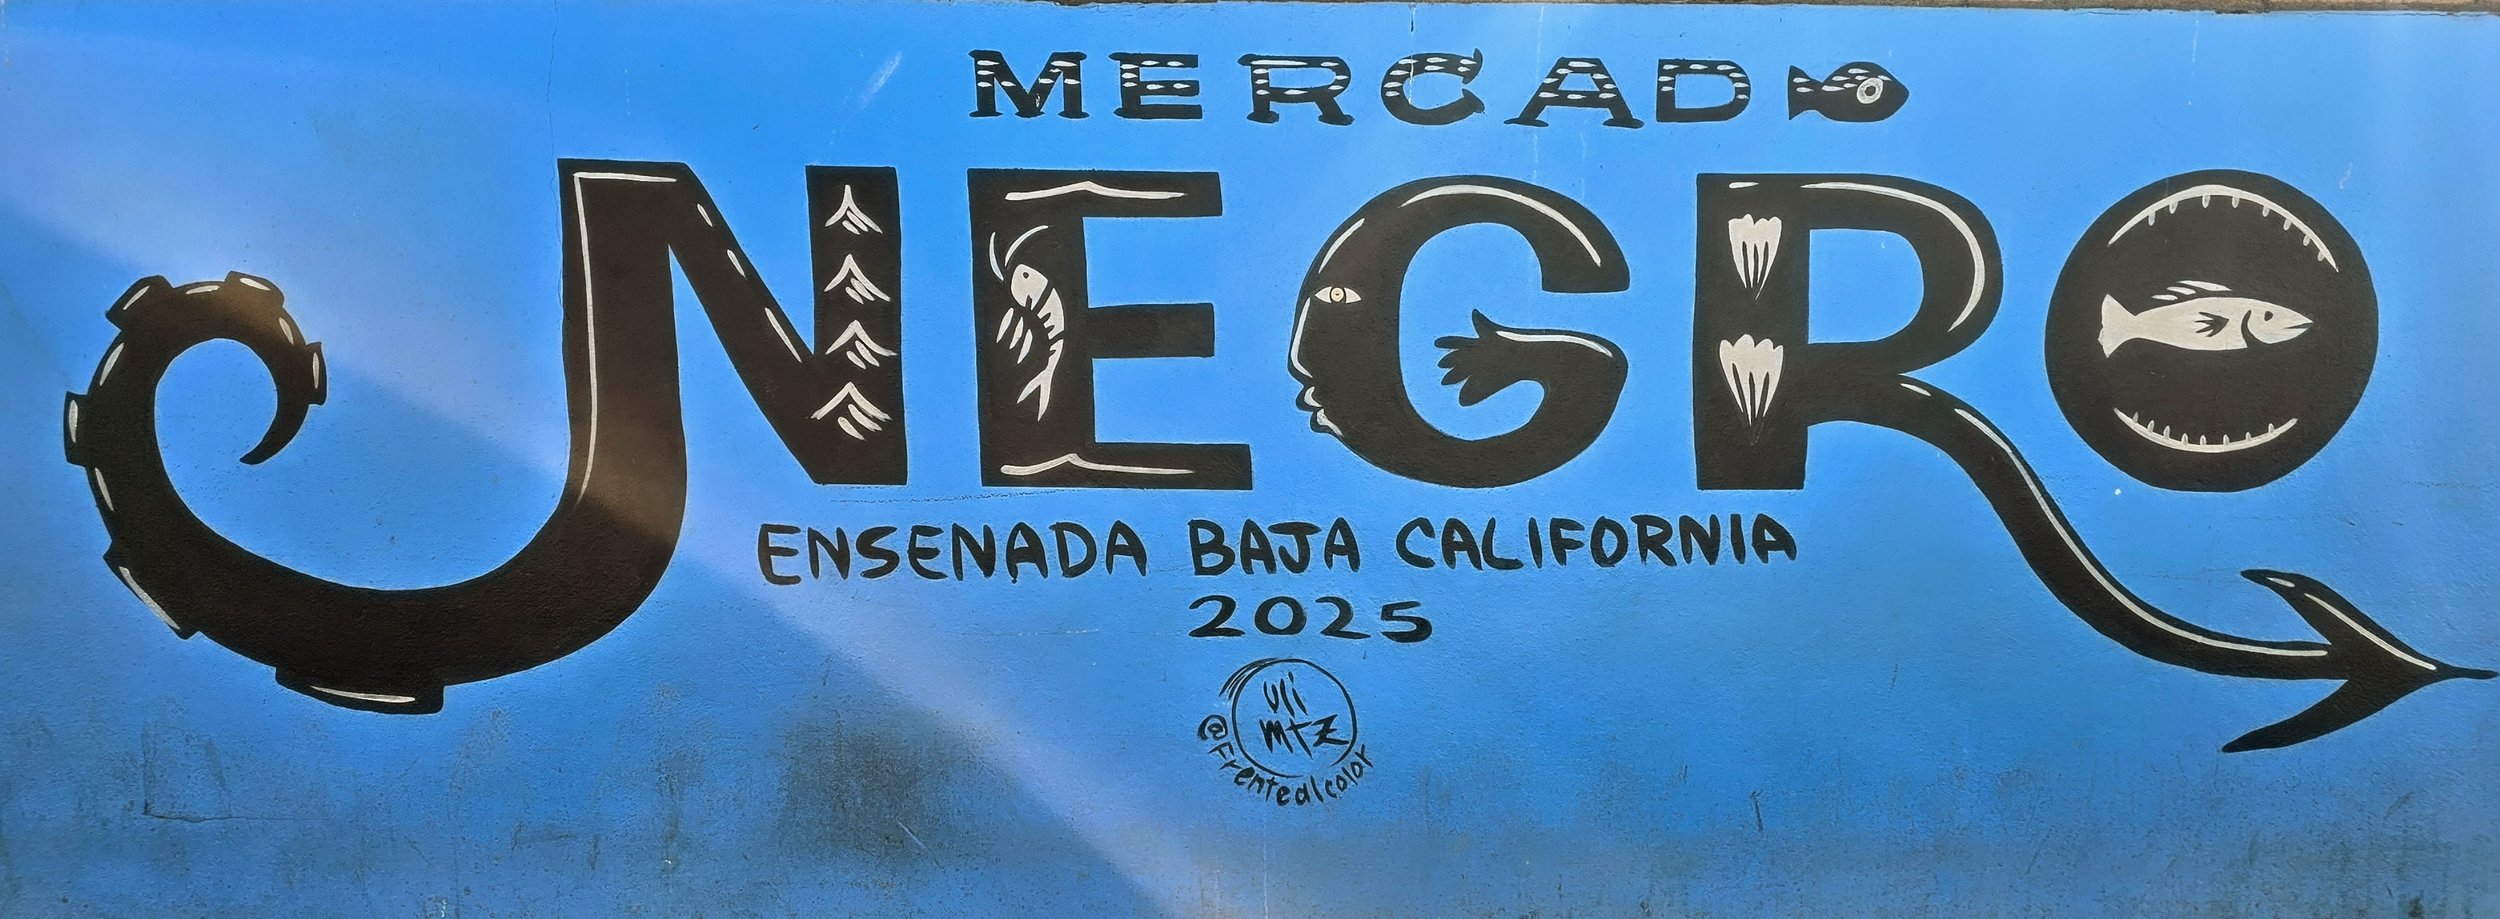 MERCADO
NEGRO
ENSENADA BAJA CALIFORNIA
2025
Uli
mtz
@Frentealcolor